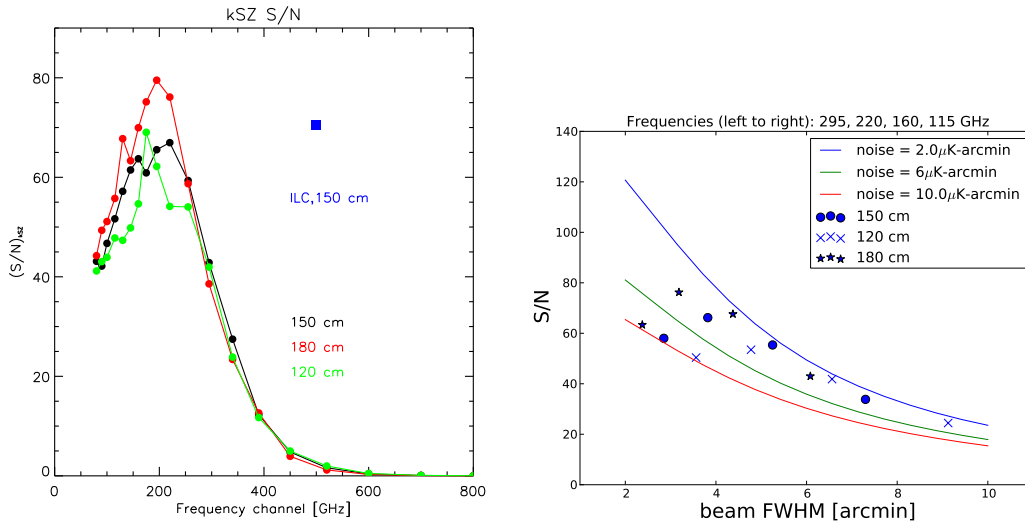 kSZ S/N
80
60
40
20
0
(S/N)kSZ
ILC,150 cm
150 cm
180 cm
120 cm
0
200
400
600
800
Frequency channel [GHz]
Frequencies (left to right): 295, 220, 160, 115 GHz
140
120
100
80
60
40
20
0
S/N
noise = 2.0μK-arcmin
noise = 6μK-arcmin
noise = 10.0μK-arcmin
150 cm
120 cm
180 cm
2
4
6
8
10
beam FWHM [arcmin]